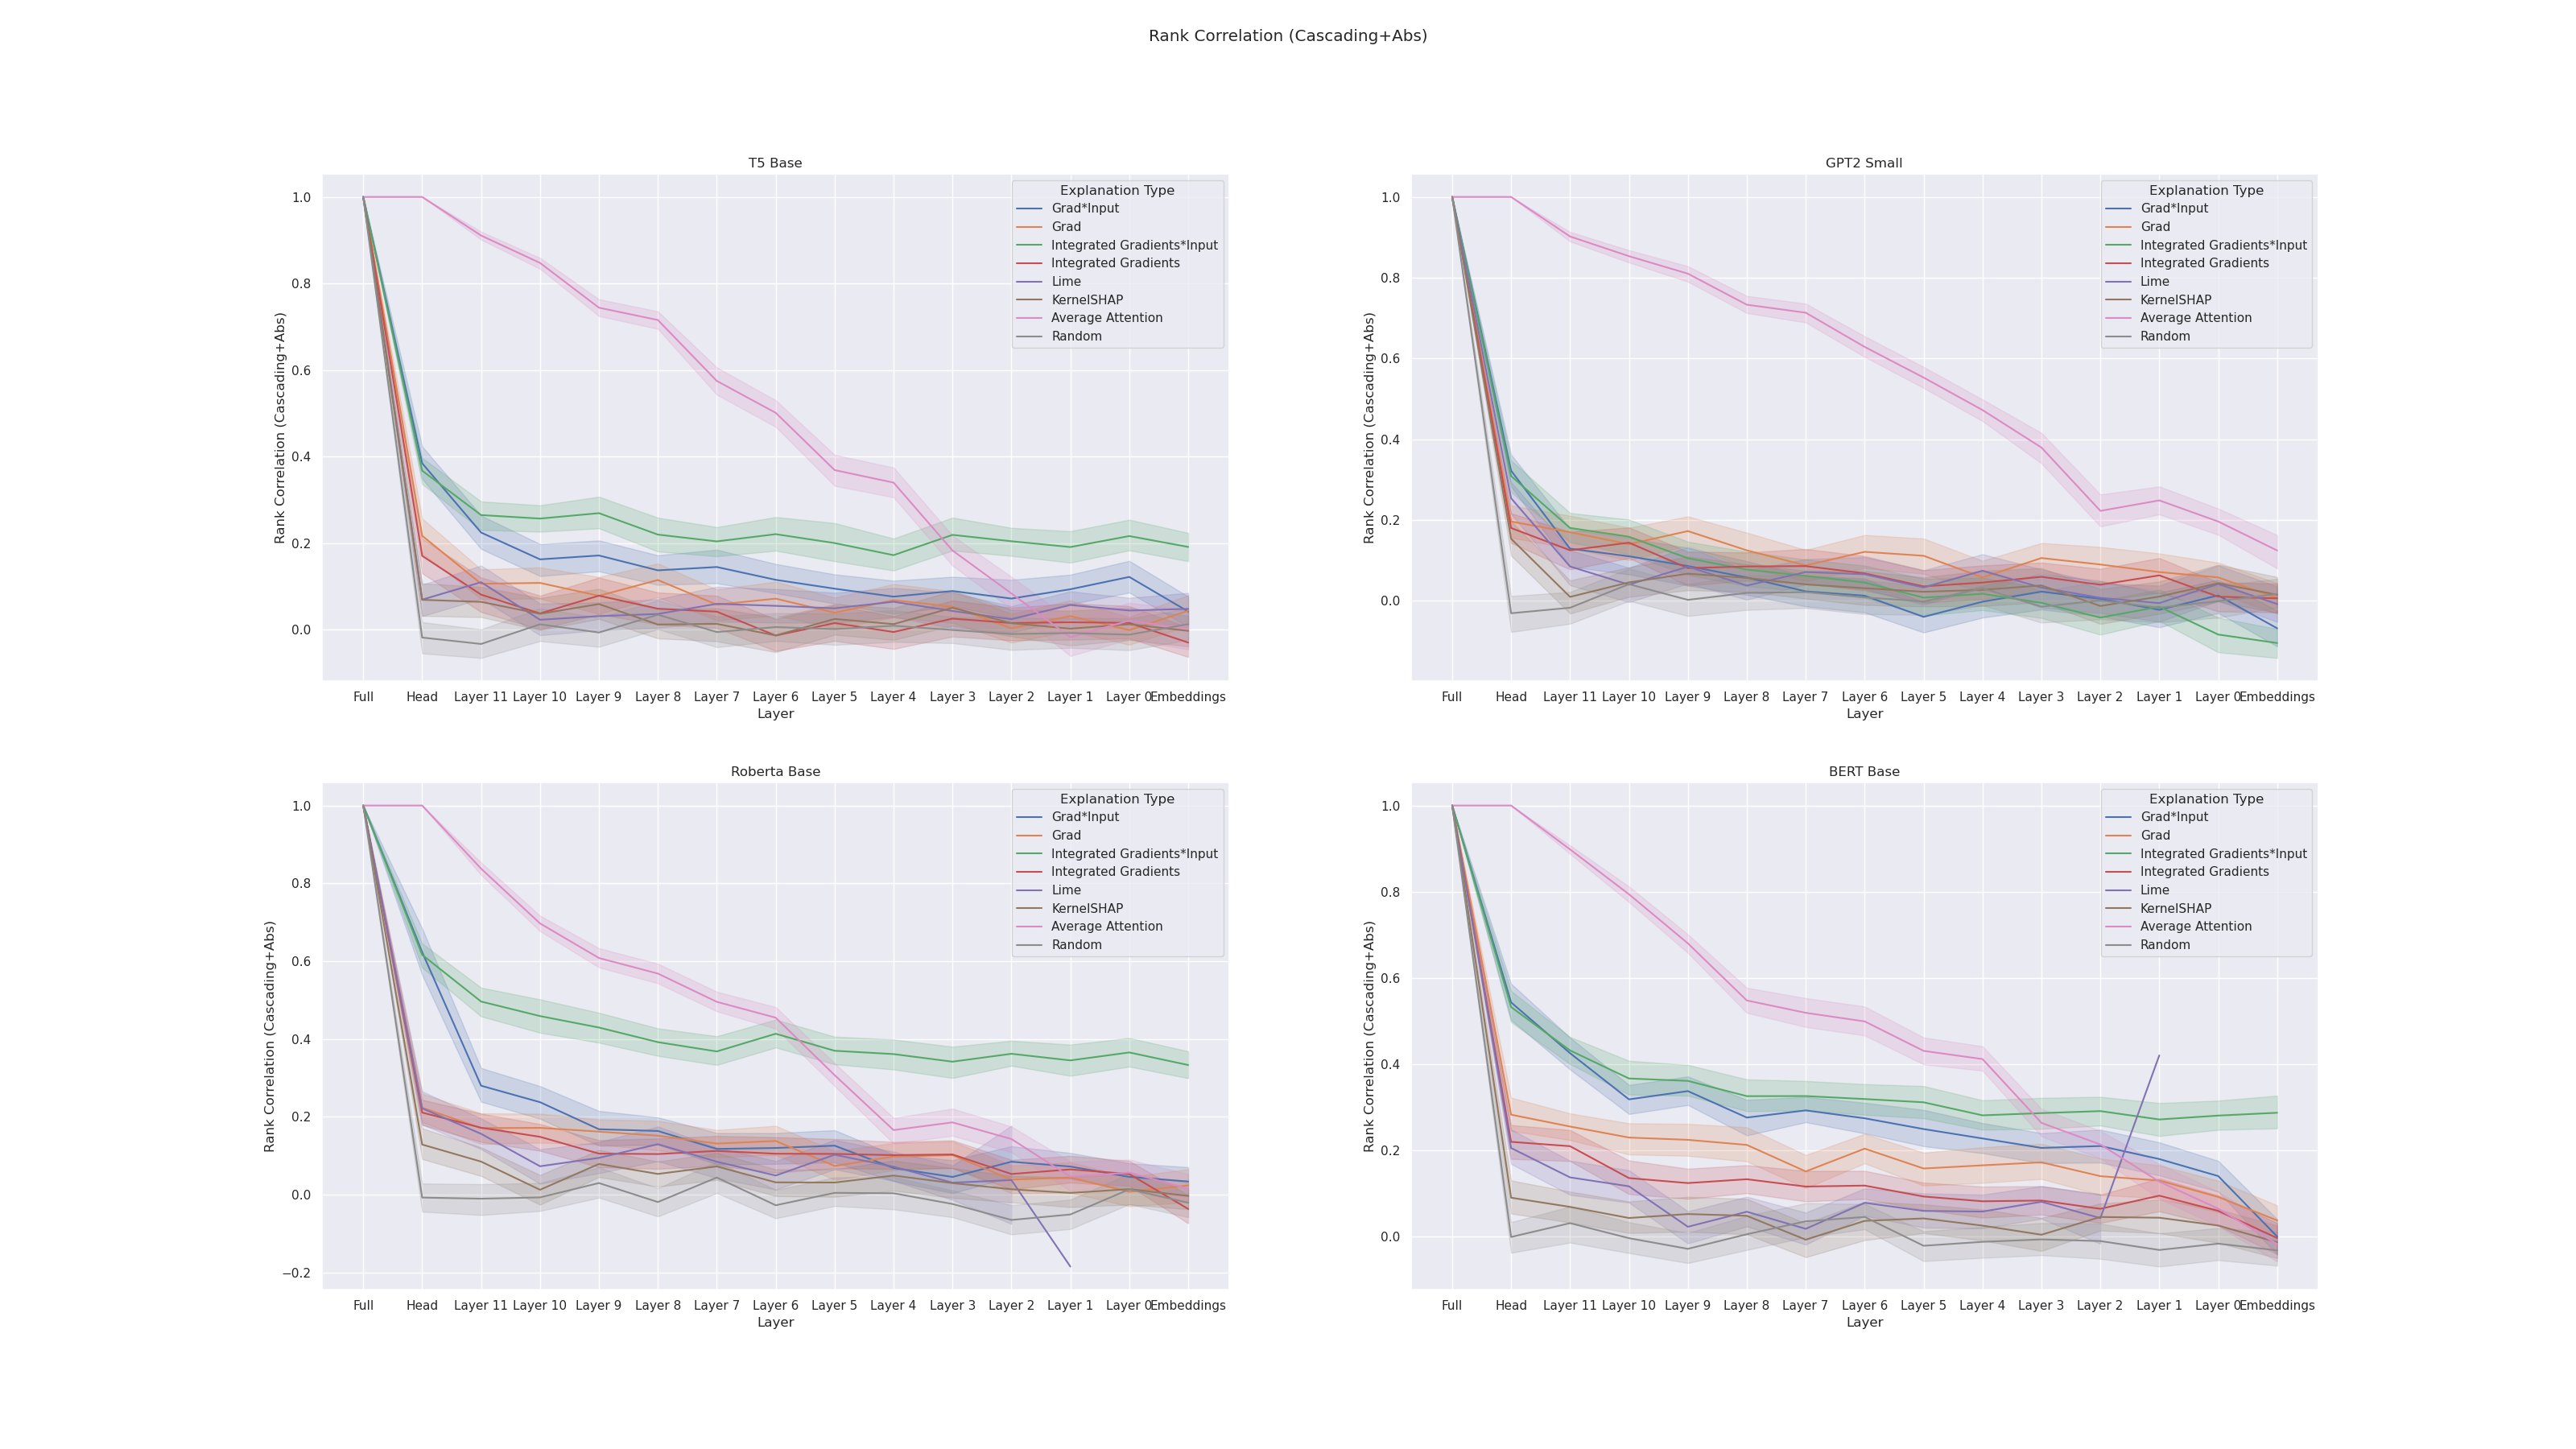 Rank Correlation (Cascading+Abs)
T5 Base
Rank Correlation (Cascading+Abs)
1.0
0.8
0.6
0.4
0.2
0.0
Explanation Type
Grad*Input
Grad
Integrated Gradients*Input
Integrated Gradients
Lime
KernelSHAP
Average Attention
Random
Full Head Layer 11 Layer 10 Layer 9 Layer 8 Layer 7 Layer 6 Layer 5 Layer 4 Layer 3 Layer 2 Layer 1 Layer 0 Embeddings
Layer
GPT2 Small
Rank Correlation (Cascading+Abs)
1.0
0.8
0.6
0.4
0.2
0.0
Explanation Type
Grad*Input
Grad
Integrated Gradients*Input
Integrated Gradients
Lime
KernelSHAP
Average Attention
Random
Full Head Layer 11 Layer 10 Layer 9 Layer 8 Layer 7 Layer 6 Layer 5 Layer 4 Layer 3 Layer 2 Layer 1 Layer 0 Embeddings
Layer
Roberta Base
Rank Correlation (Cascading+Abs)
1.0
0.8
0.6
0.4
0.2
0.0
−0.2
Explanation Type
Grad*Input
Grad
Integrated Gradients*Input
Integrated Gradients
Lime
KernelSHAP
Average Attention
Random
Full Head Layer 11 Layer 10 Layer 9 Layer 8 Layer 7 Layer 6 Layer 5 Layer 4 Layer 3 Layer 2 Layer 1 Layer 0 Embeddings
Layer
BERT Base
Rank Correlation (Cascading+Abs)
1.0
0.8
0.6
0.4
0.2
0.0
Explanation Type
Grad*Input
Grad
Integrated Gradients*Input
Integrated Gradients
Lime
KernelSHAP
Average Attention
Random
Full Head Layer 11 Layer 10 Layer 9 Layer 8 Layer 7 Layer 6 Layer 5 Layer 4 Layer 3 Layer 2 Layer 1 Layer 0 Embeddings
Layer